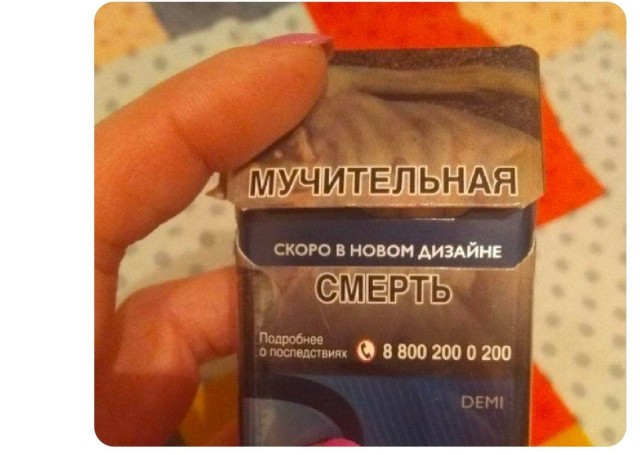 МУЧИТЕЛЬНАЯ
СКОРО В НОВОМ ДИЗАЙНЕ
СМЕРТЬ
Подробнее
о последствиях 8 800 200 0 200
DEMI